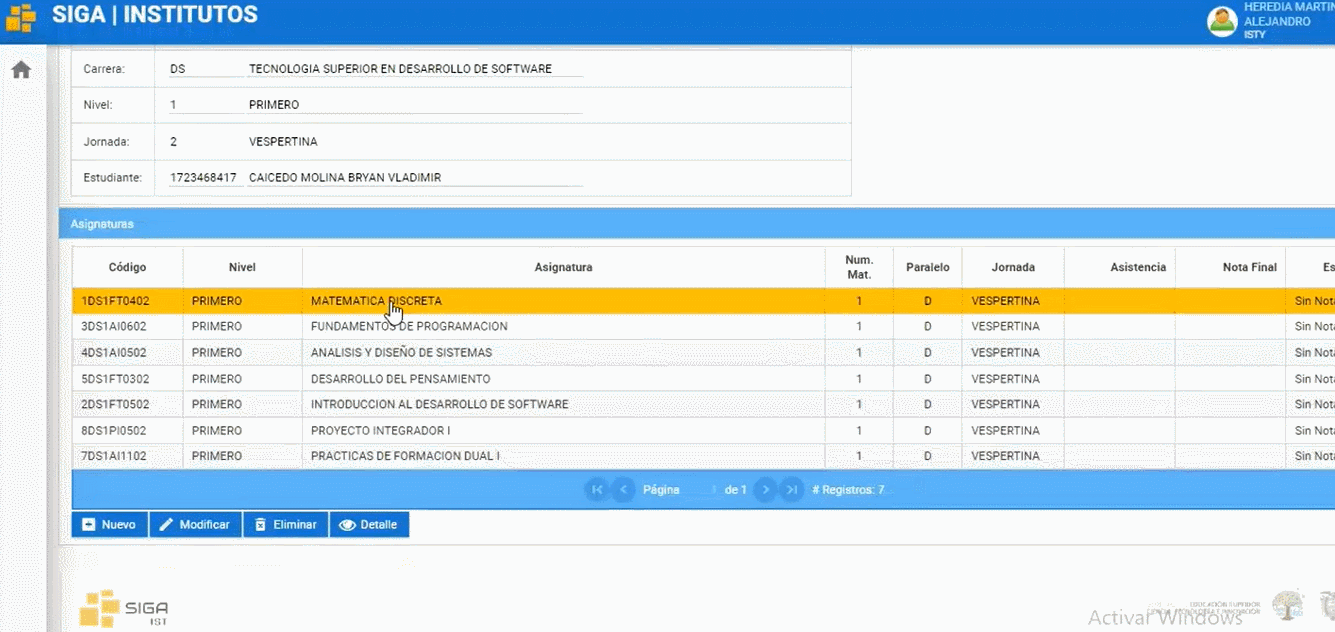 SIGA | INSTITUTOS
HEREDIA MARTIN
ALEJANDRO
ISTY
Carrera: DS TECNOLOGIA SUPERIOR EN DESARROLLO DE SOFTWARE
Nivel: 1 PRIMERO
Jornada: 2 VESPERTINA
Estudiante: 1723468417 CAICEDO MOLINA BRYAN VLADIMIR
Asignaturas
Código Nivel Asignatura Num. Mat. Paralelo Jornada Asistencia Nota Final Es
1DS1FT0402 PRIMERO MATEMATICA DISCRETA 1 D VESPERTINA Sin Nota
3DS1AI0602 PRIMERO FUNDAMENTOS DE PROGRAMACION 1 D VESPERTINA Sin Nota
4DS1AI0502 PRIMERO ANALISIS Y DISEÑO DE SISTEMAS 1 D VESPERTINA Sin Nota
5DS1FT0302 PRIMERO DESARROLLO DEL PENSAMIENTO 1 D VESPERTINA Sin Nota
2DS1FT0502 PRIMERO INTRODUCCION AL DESARROLLO DE SOFTWARE 1 D VESPERTINA Sin Nota
8DS1PI0502 PRIMERO PROYECTO INTEGRADOR I 1 D VESPERTINA Sin Nota
7DS1AI1102 PRIMERO PRACTICAS DE FORMACION DUAL I 1 D VESPERTINA Sin Nota
Página de 1 # Registros: 7
Nuevo Modificar Eliminar Detalle
SIGA
IST
Activar Windows